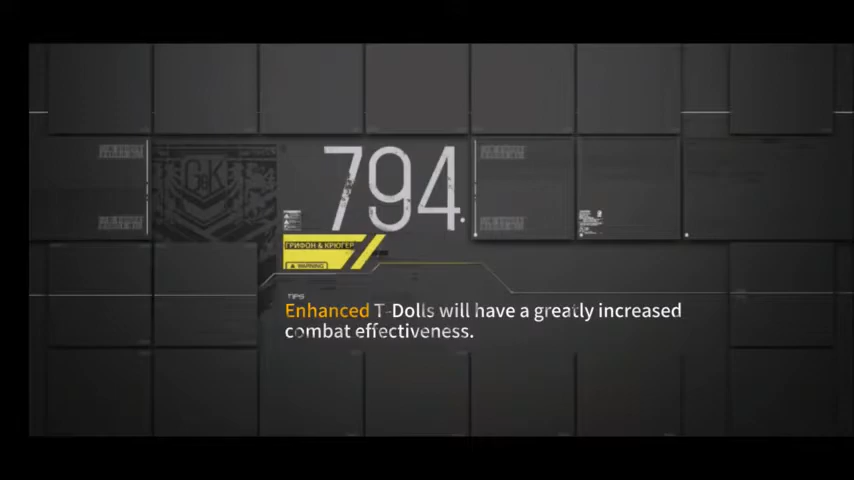 G&K
794.
ГРИФОН & КРЮГЕР
WARNING
TIPS
Enhanced T-Dolls will have a greatly increased
combat effectiveness.